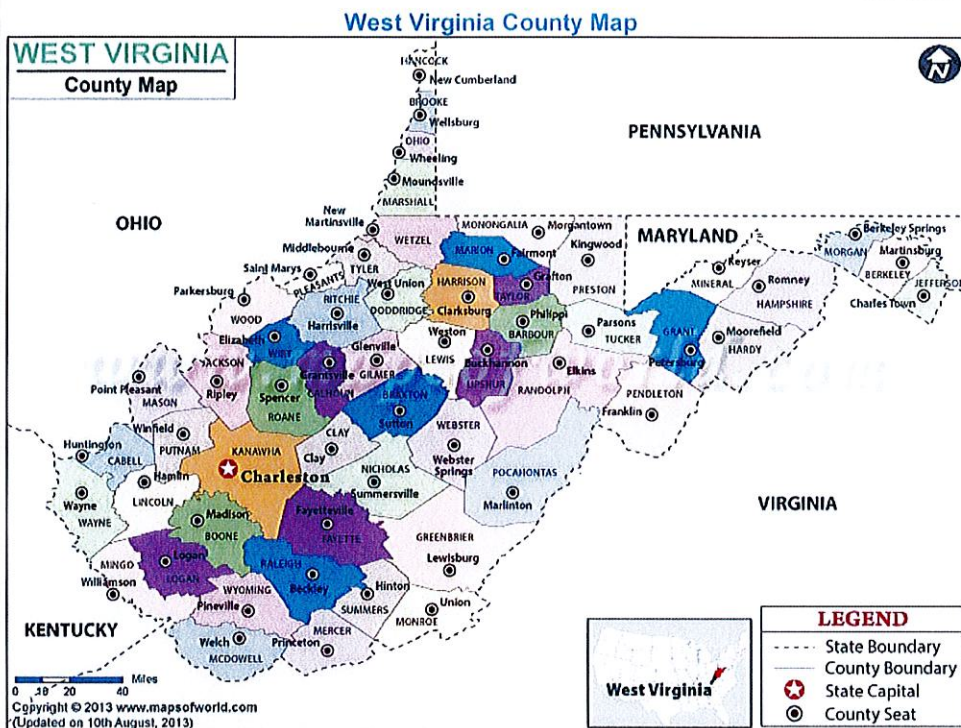 West Virginia County Map
WEST VIRGINIA
County Map
N
HANCOCK
New Cumberland
BROOKE
Wellsburg
OHIO
Wheeling
Moundsville
MARSHALL
PENNSYLVANIA
OHIO
New
Martinsville
WETZEL
MONONGALIA
Morgantown
MARION
Fairmont
Kingwood
PRESTON
MARYLAND
Berkeley Springs
MORGAN
Martinsburg
BERKELEY
JEFFERSON
Charles Town
Middlebourne
TYLER
Saint Marys
PLEASANTS
West Union
DODDRIDGE
HARRISON
Clarksburg
Grafton
TAYLOR
Keyser
MINERAL
Romney
HAMPSHIRE
Parkersburg
WOOD
RITCHIE
Harrisville
Philippi
BARBOUR
Parsons
TUCKER
GRANT
Petersburg
Moorefield
HARDY
Elizabeth
WIRT
Weston
LEWIS
Glenville
GILMER
Buckhannon
UPSHUR
Elkins
RANDOLPH
JACKSON
Ripley
Spencer
ROANE
Grantsville
CALHOUN
BRAXTON
Sutton
PENDLETON
Franklin
Point Pleasant
MASON
Winfield
PUTNAM
KANAWHA
Charleston
CLAY
Clay
WEBSTER
Webster
Springs
POCAHONTAS
Marlinton
Huntington
CABELL
Hamlin
LINCOLN
NICHOLAS
Summersville
VIRGINIA
Wayne
WAYNE
Madison
BOONE
Fayetteville
FAYETTE
GREENBRIER
Lewisburg
MINGO
Williamson
Logan
LOGAN
RALEIGH
Beckley
Hinton
SUMMERS
Union
MONROE
WYOMING
Pineville
KENTUCKY
Welch
MCDOWELL
MERCER
Princeton
West Virginia
LEGEND
State Boundary
County Boundary
State Capital
County Seat
0 10 20 40 Miles
Copyright © 2013 www.mapsofworld.com
(Updated on 10th August, 2013)